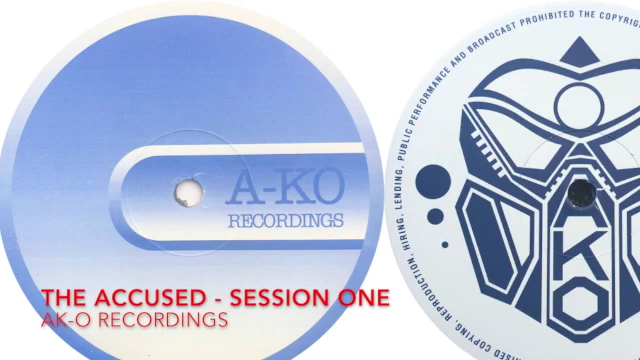 A-KO
RECORDINGS
HIRING, LENDING, PUBLIC PERFORMANCE AND BROADCAST PROHIBITED THE
COPYING, REPRODUCTION,
AKO
THE ACCUSED - SESSION ONE
AK-O RECORDINGS